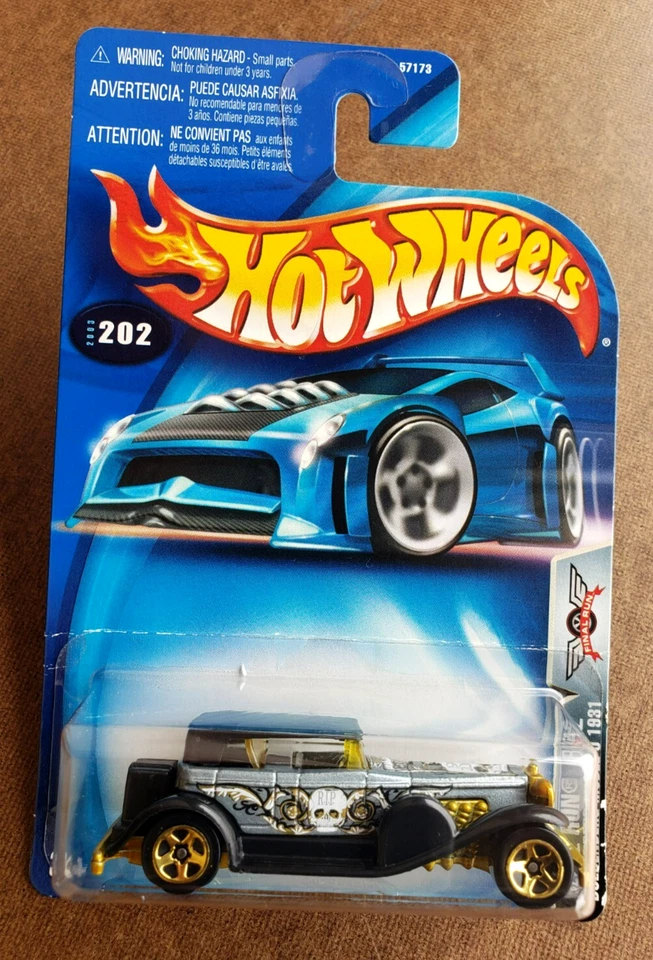 WARNING: CHOKING HAZARD - Small parts.
Not for children under 3 years.
57173
ADVERTENCIA: PUEDE CAUSAR ASFIXIA.
No recomendable para menores de
3 años. Contiene piezas pequeñas.
ATTENTION: NE CONVIENT PAS aux enfants
de moins de 36 mois. Petits éléments
détachables susceptibles d'être avalés.
HOT WHEELS
®
2003
202
FINAL RUN
1931
RIP